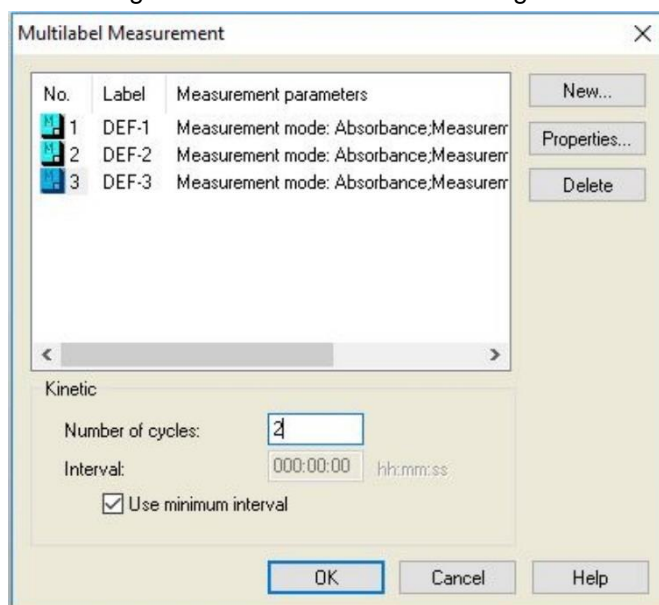 Multilabel Measurement
No. Label Measurement parameters
1 DEF-1 Measurement mode: Absorbance;Measurem
2 DEF-2 Measurement mode: Absorbance;Measurem
3 DEF-3 Measurement mode: Absorbance;Measurem
New...
Properties...
Delete
Kinetic
Number of cycles: 2
Interval: 000:00:00 hh:mm:ss
Use minimum interval
OK Cancel Help